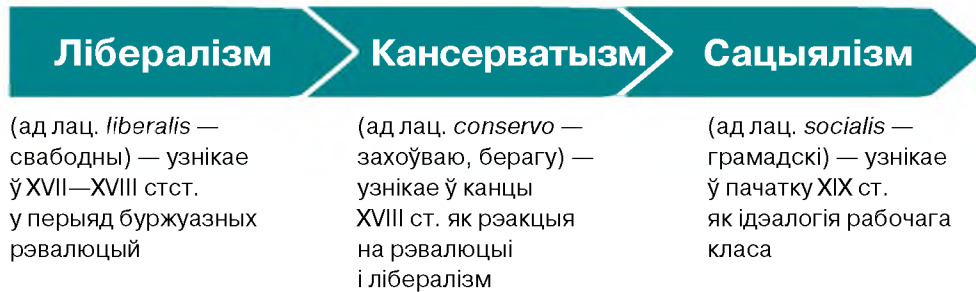 Лібералізм
(ад лац. liberalis —
свабодны) — узнікае
ў XVII—XVIII стст.
у перыяд буржуазных
рэвалюцый
Кансерватызм
(ад лац. conservo —
захоўваю, берагу) —
узнікае ў канцы
XVIII ст. як рэакцыя
на рэвалюцыі
і лібералізм
Сацыялізм
(ад лац. socialis —
грамадскі) — узнікае
ў пачатку XIX ст.
як ідэалогія рабочага
класа